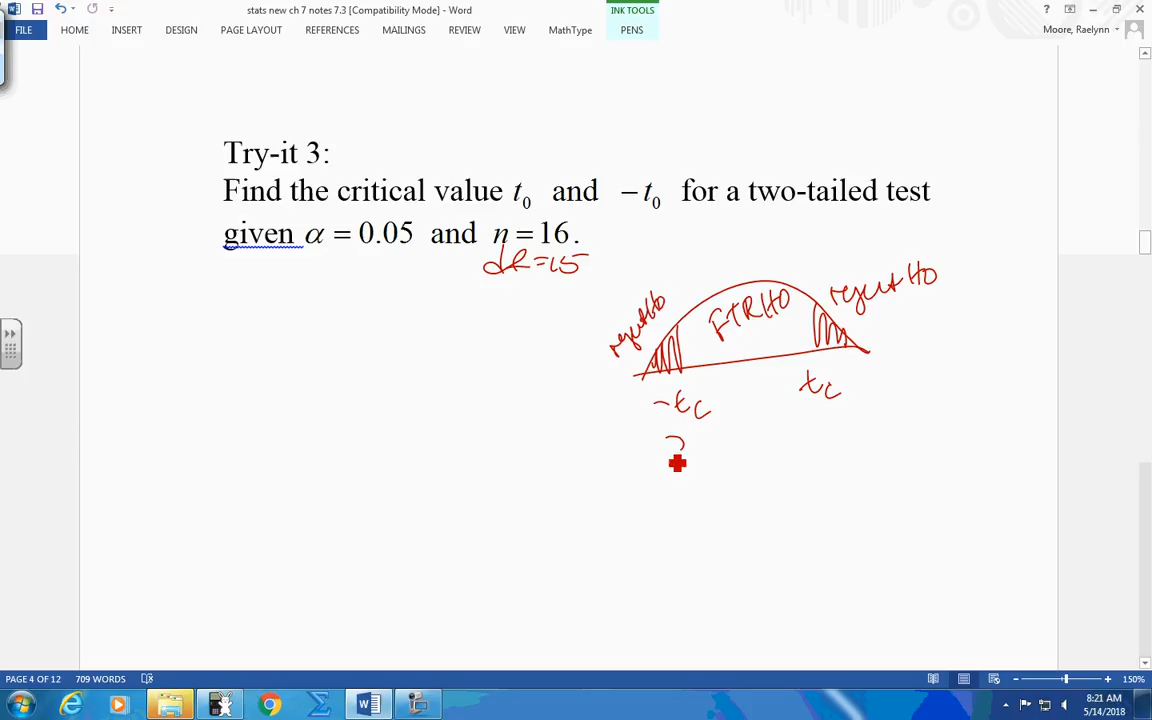 stats new ch 7 notes 7.3 [Compatibility Mode] - Word
INK TOOLS
?
FILE
HOME
INSERT
DESIGN
PAGE LAYOUT
REFERENCES
MAILINGS
REVIEW
VIEW
MathType
PENS
Moore, Raelynn
Try-it 3:
Find the critical value t₀ and −t₀ for a two-tailed test
given α = 0.05 and n = 16.
df=15
reject H0
FTRH0
reject H0
-tc
tc
PAGE 4 OF 12
709 WORDS
150%
8:21 AM
5/14/2018